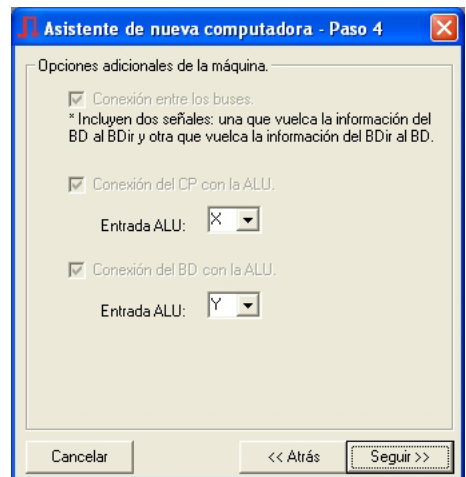 Asistente de nueva computadora - Paso 4
Opciones adicionales de la máquina.
Conexión entre los buses.
* Incluyen dos señales: una que vuelca la información del
BD al BDir y otra que vuelca la información del BDir al BD.
Conexión del CP con la ALU.
Entrada ALU: X
Conexión del BD con la ALU.
Entrada ALU: Y
Cancelar << Atrás Seguir >>